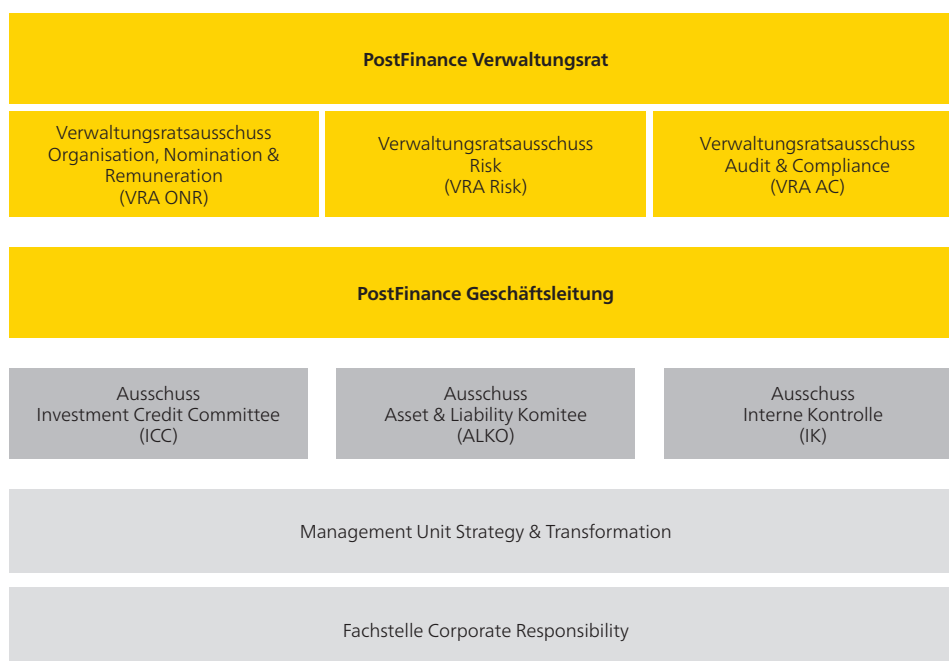 PostFinance Verwaltungsrat
Verwaltungsratsausschuss
Organisation, Nomination &
Remuneration
(VRA ONR)
Verwaltungsratsausschuss
Risk
(VRA Risk)
Verwaltungsratsausschuss
Audit & Compliance
(VRA AC)
PostFinance Geschäftsleitung
Ausschuss
Investment Credit Committee
(ICC)
Ausschuss
Asset & Liability Komitee
(ALKO)
Ausschuss
Interne Kontrolle
(IK)
Management Unit Strategy & Transformation
Fachstelle Corporate Responsibility